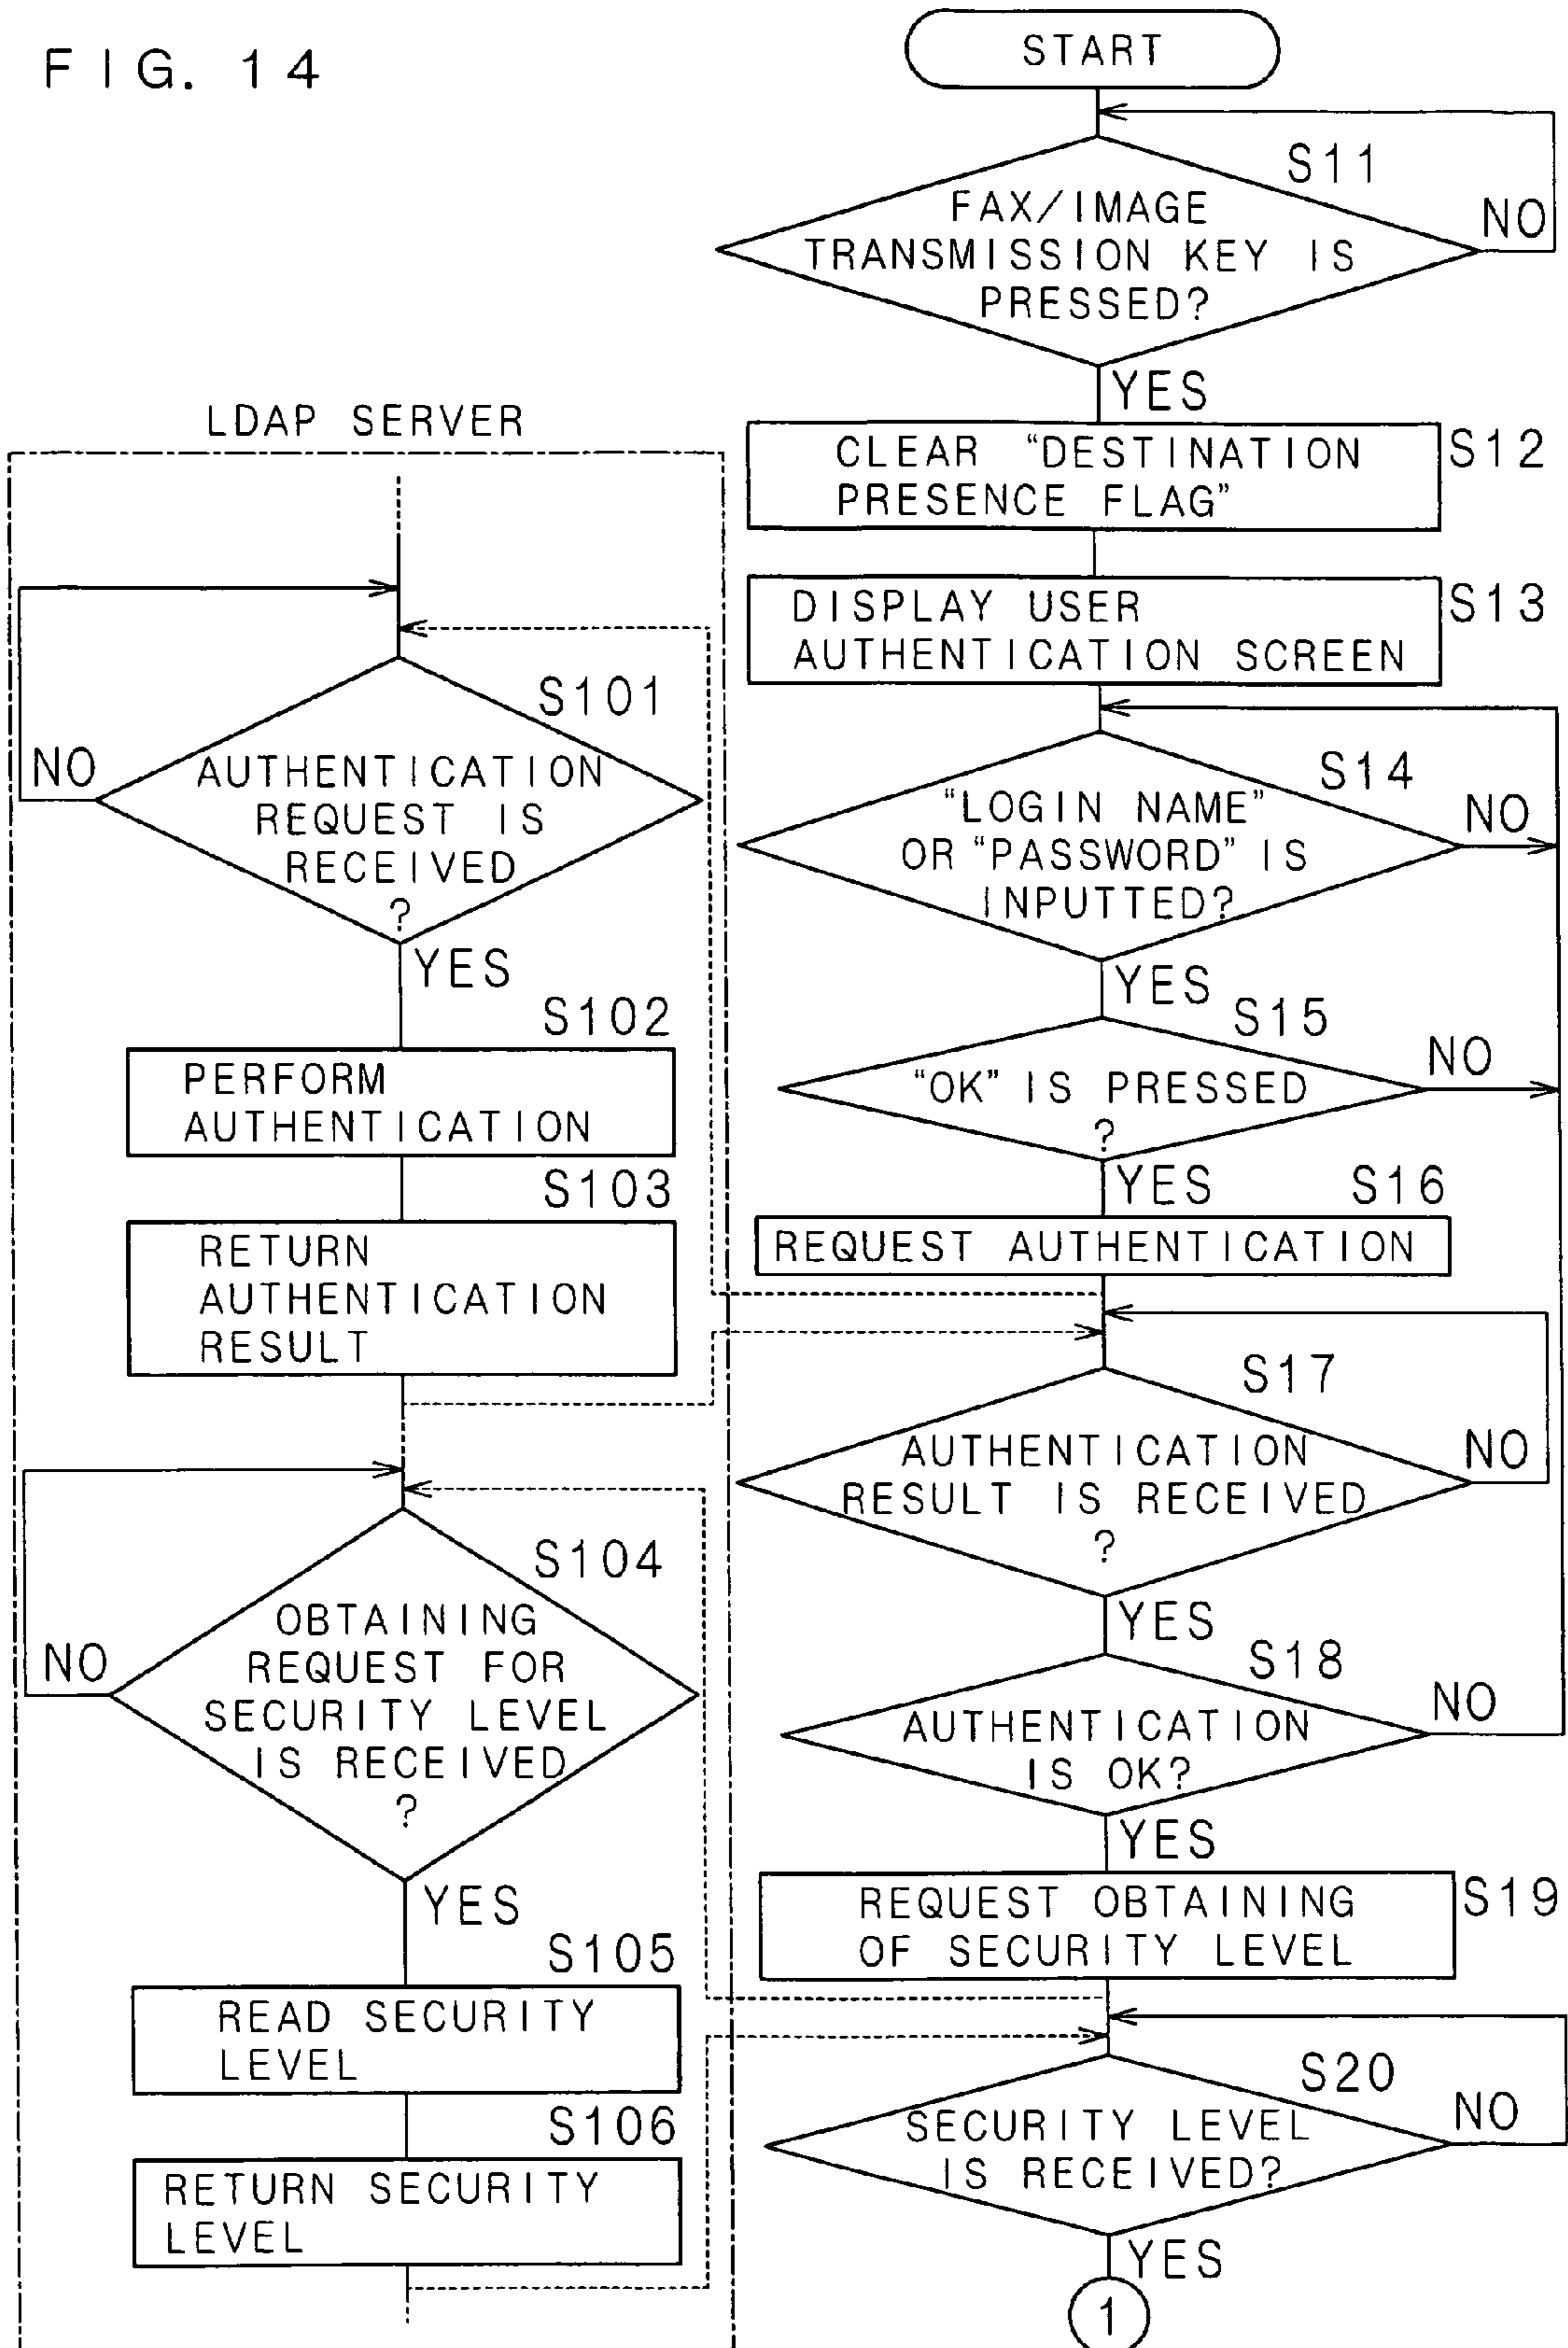 FIG. 14
START
S11
FAX/IMAGE
TRANSMISSION KEY IS
PRESSED?
NO
YES
CLEAR “DESTINATION
PRESENCE FLAG”
S12
DISPLAY USER
AUTHENTICATION SCREEN
S13
S14
“LOGIN NAME”
OR “PASSWORD” IS
INPUTTED?
NO
YES
S15
“OK” IS PRESSED
?
NO
YES
S16
REQUEST AUTHENTICATION
S17
AUTHENTICATION
RESULT IS RECEIVED
?
NO
YES
S18
AUTHENTICATION
IS OK?
NO
YES
REQUEST OBTAINING
OF SECURITY LEVEL
S19
S20
SECURITY LEVEL
IS RECEIVED?
NO
YES
1
LDAP SERVER
S101
AUTHENTICATION
REQUEST IS
RECEIVED
?
NO
YES
S102
PERFORM
AUTHENTICATION
S103
RETURN
AUTHENTICATION
RESULT
S104
OBTAINING
REQUEST FOR
SECURITY LEVEL
IS RECEIVED
?
NO
YES
S105
READ SECURITY
LEVEL
S106
RETURN SECURITY
LEVEL